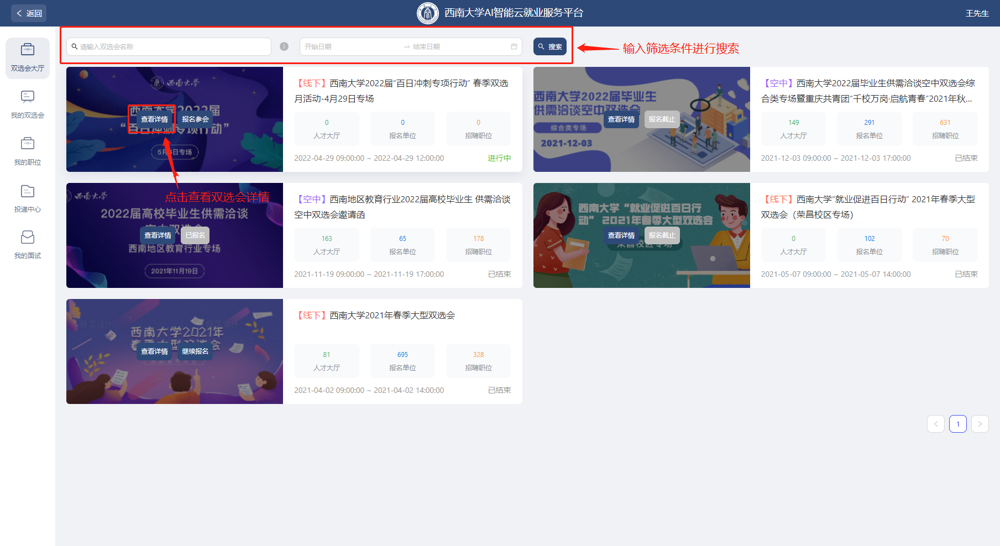 返回
西南大学AI智能云就业服务平台
王先生
请输入双选会名称
开始日期
结束日期
搜索
输入筛选条件进行搜索
双选会大厅
我的双选会
我的职位
投递中心
我的面试
西南大学
西南大学2022届
“百日冲刺专项行动”
查看详情
报名参会
点击查看双选会详情
【线下】西南大学2022届“百日冲刺专项行动” 春季双选
月活动-4月29日专场
0
人才大厅
0
报名单位
0
招聘职位
2022-04-29 09:00:00 ~ 2022-04-29 12:00:00
进行中
西南大学2022届毕业生
供需洽谈空中双选会
综合类专场
2021-12-03
查看详情
报名截止
【空中】西南大学2022届毕业生供需洽谈空中双选会综
合类专场暨重庆共青团“千校万岗·启航青春”2021年秋...
149
人才大厅
291
报名单位
631
招聘职位
2021-12-03 09:00:00 ~ 2021-12-03 17:00:00
已结束
西南大学
2022届高校毕业生供需洽谈
西南地区教育行业专场
2021年11月19日
查看详情
已报名
【空中】西南地区教育行业2022届高校毕业生 供需洽谈
空中双选会邀请函
163
人才大厅
65
报名单位
178
招聘职位
2021-11-19 09:00:00 ~ 2021-11-19 17:00:00
已结束
西南大学“就业促进百日行
动” 2021年春季大型双选会
荣昌校区专场
查看详情
报名截止
【线下】西南大学“就业促进百日行动” 2021年春季大型
双选会（荣昌校区专场）
0
人才大厅
102
报名单位
70
招聘职位
2021-05-07 09:00:00 ~ 2021-05-07 14:00:00
已结束
西南大学2021年
春季大型双选会
查看详情
继续报名
【线下】西南大学2021年春季大型双选会
81
人才大厅
695
报名单位
328
招聘职位
2021-04-02 09:00:00 ~ 2021-04-02 14:00:00
已结束
1